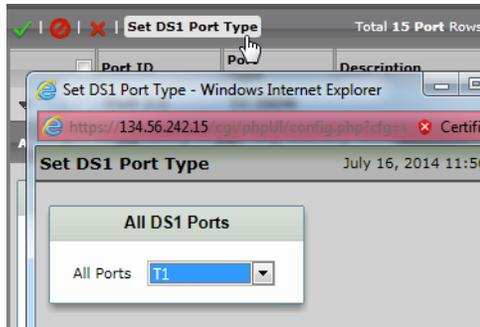 Set DS1 Port Type
Total 15 Port Rows
Port ID
Port
Description
Set DS1 Port Type - Windows Internet Explorer
https://134.56.242.15/cgi/phpUI/config.php?cfg=
Certifi
Set DS1 Port Type
July 16, 2014 11:50
All DS1 Ports
All Ports
T1